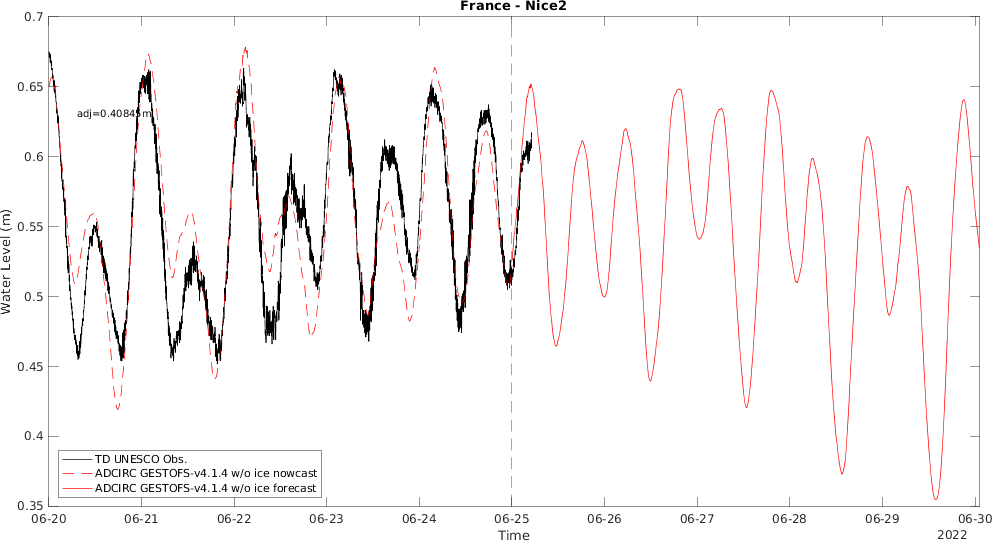 France - Nice2
0.7
0.65
0.6
0.55
0.5
0.45
0.4
0.35
Water Level (m)
adj=0.40845m
TD UNESCO Obs.
ADCIRC GESTOFS-v4.1.4 w/o ice nowcast
ADCIRC GESTOFS-v4.1.4 w/o ice forecast
06-20 06-21 06-22 06-23 06-24 06-25 06-26 06-27 06-28 06-29 06-30
Time
2022